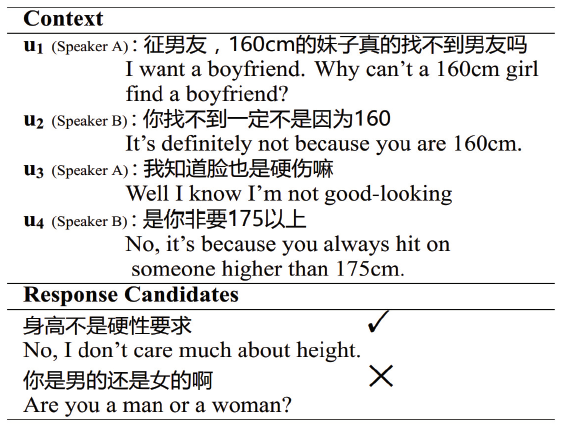 Context
u1 (Speaker A): 征男友，160cm的妹子真的找不到男友吗
I want a boyfriend. Why can't a 160cm girl
find a boyfriend?
u2 (Speaker B): 你找不到一定不是因为160
It's definitely not because you are 160cm.
u3 (Speaker A): 我知道脸也是硬伤嘛
Well I know I'm not good-looking
u4 (Speaker B): 是你非要175以上
No, it's because you always hit on
someone higher than 175cm.
Response Candidates
身高不是硬性要求 ✓
No, I don't care much about height.
你是男的还是女的啊 ×
Are you a man or a woman?